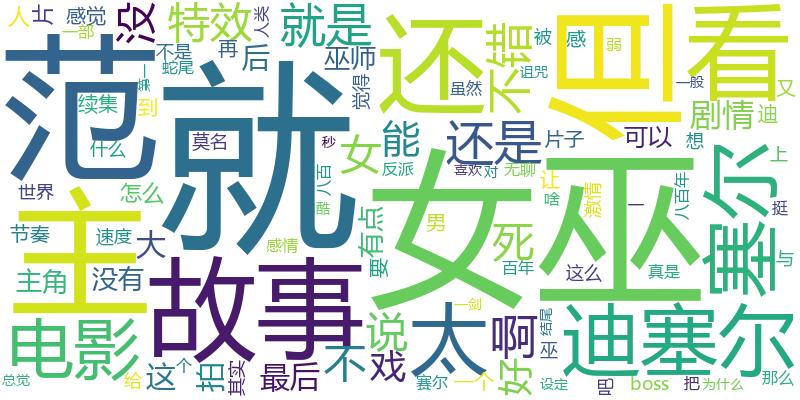 人 片 感觉 没 特效 就是 人类 还 不错 被 感 但 看
一部 不是 再 后 巫师 弱
范 就 蛇尾 觉得 虽然 诅咒 一般 又
续集 到 能 剧情 迪
什么 莫名 秒 女 还是 片子 可以 想
主 反派 喜欢 对 无聊 女 巫 塞尔 上
世界 怎么 八百 让 啥 激情 一 八百年 挺
节奏 速度 大 酷 要 有点 男 死
主角 没有 感情 百年 这么 真是 与
故事 一剑
电影 说 太 啊 结尾 迪塞尔
这 个 拍 最后 不 戏 好 巫
总觉 给 其实 塞尔 一个 设定 吧 boss 把 为什么 那么